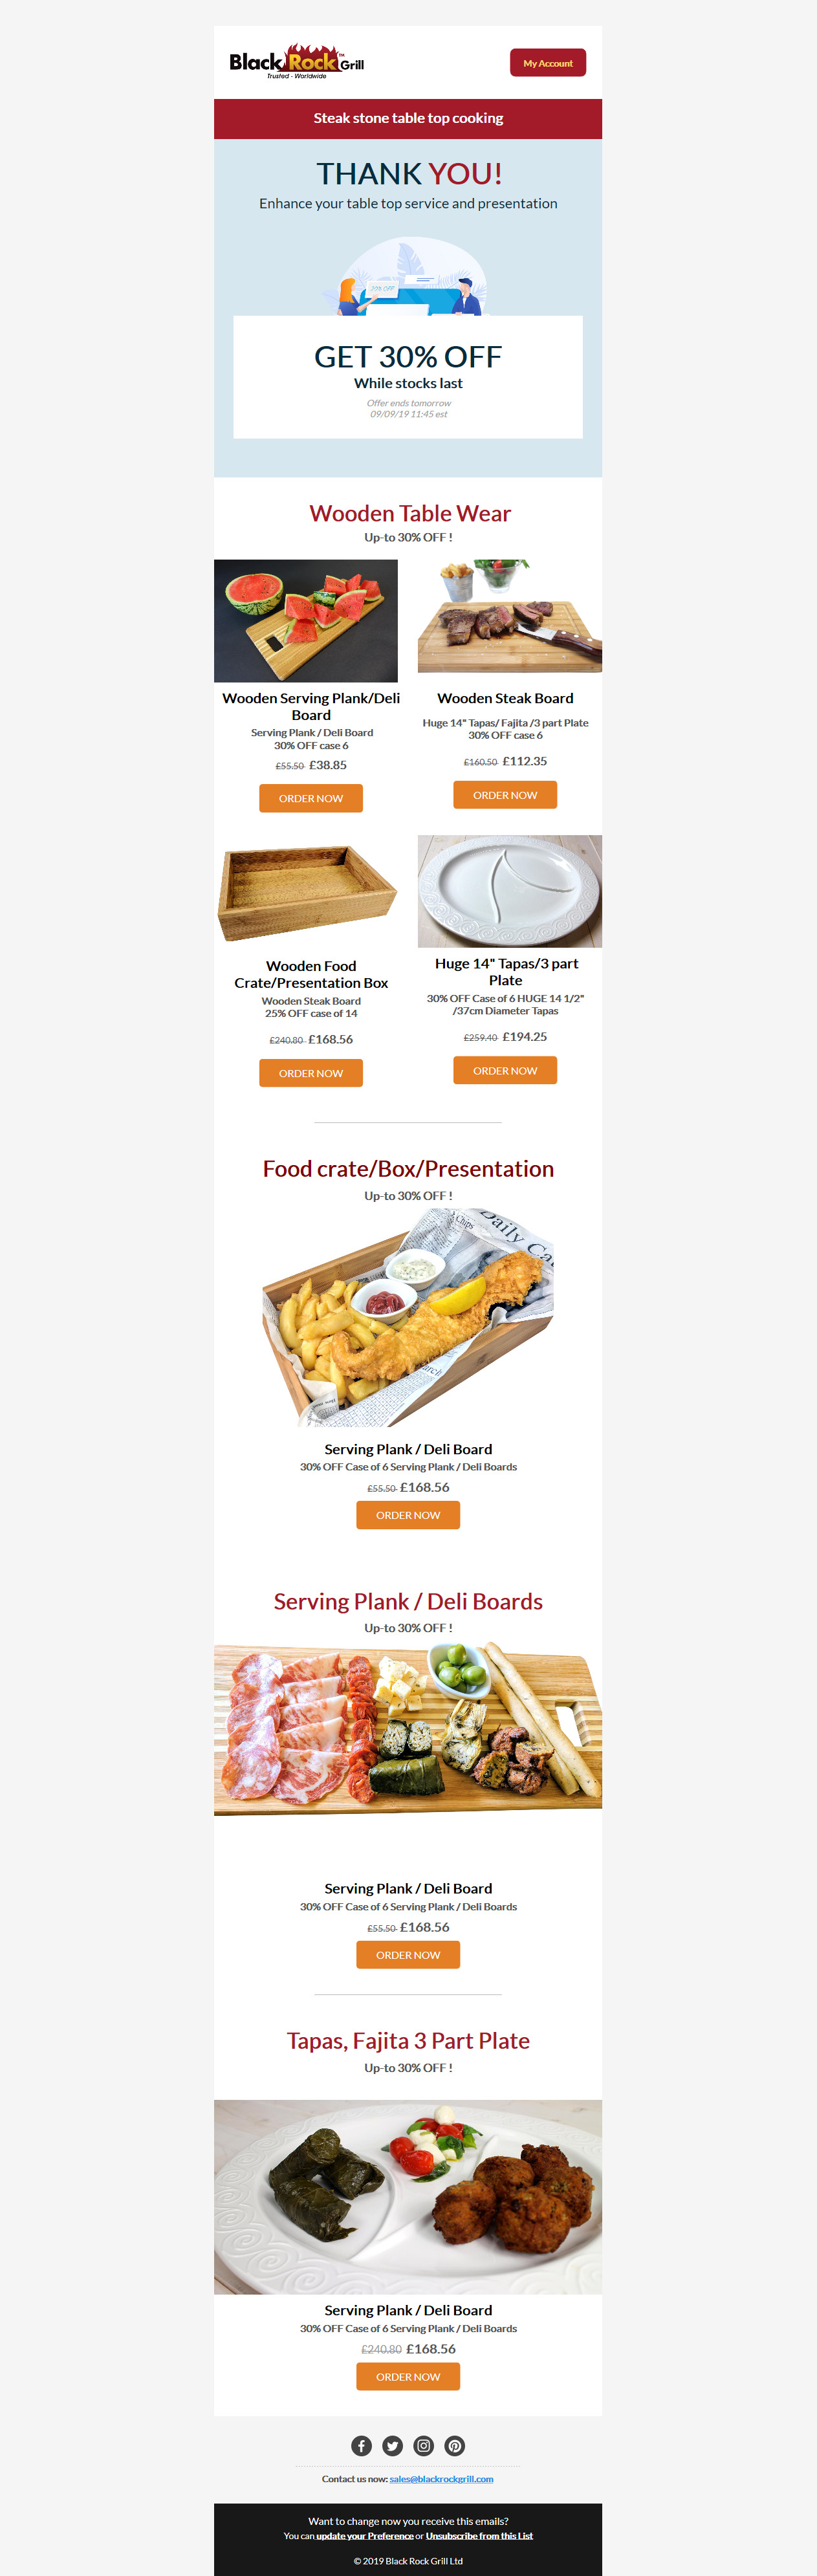 Black Rock Grill™
Trusted - Worldwide
My Account
Steak stone table top cooking
THANK YOU!
Enhance your table top service and presentation
30% OFF
GET 30% OFF
While stocks last
Offer ends tomorrow
09/09/19 11:45 est
Wooden Table Wear
Up-to 30% OFF !
Wooden Serving Plank/Deli
Board
Serving Plank / Deli Board
30% OFF case 6
£55.50 £38.85
ORDER NOW
Wooden Steak Board
Huge 14" Tapas/ Fajita /3 part Plate
30% OFF case 6
£160.50 £112.35
ORDER NOW
Wooden Food
Crate/Presentation Box
Wooden Steak Board
25% OFF case of 14
£240.80 £168.56
ORDER NOW
Huge 14" Tapas/3 part
Plate
30% OFF Case of 6 HUGE 14 1/2"
/37cm Diameter Tapas
£259.40 £194.25
ORDER NOW
Food crate/Box/Presentation
Up-to 30% OFF !
Chips
Daily
Serving Plank / Deli Board
30% OFF Case of 6 Serving Plank / Deli Boards
£55.50 £168.56
ORDER NOW
Serving Plank / Deli Boards
Up-to 30% OFF !
Serving Plank / Deli Board
30% OFF Case of 6 Serving Plank / Deli Boards
£55.50 £168.56
ORDER NOW
Tapas, Fajita 3 Part Plate
Up-to 30% OFF !
Serving Plank / Deli Board
30% OFF Case of 6 Serving Plank / Deli Boards
£240.80 £168.56
ORDER NOW
Contact us now: sales@blackrockgrill.com
Want to change now you receive this emails?
You can update your Preference or Unsubscribe from this List
© 2019 Black Rock Grill Ltd